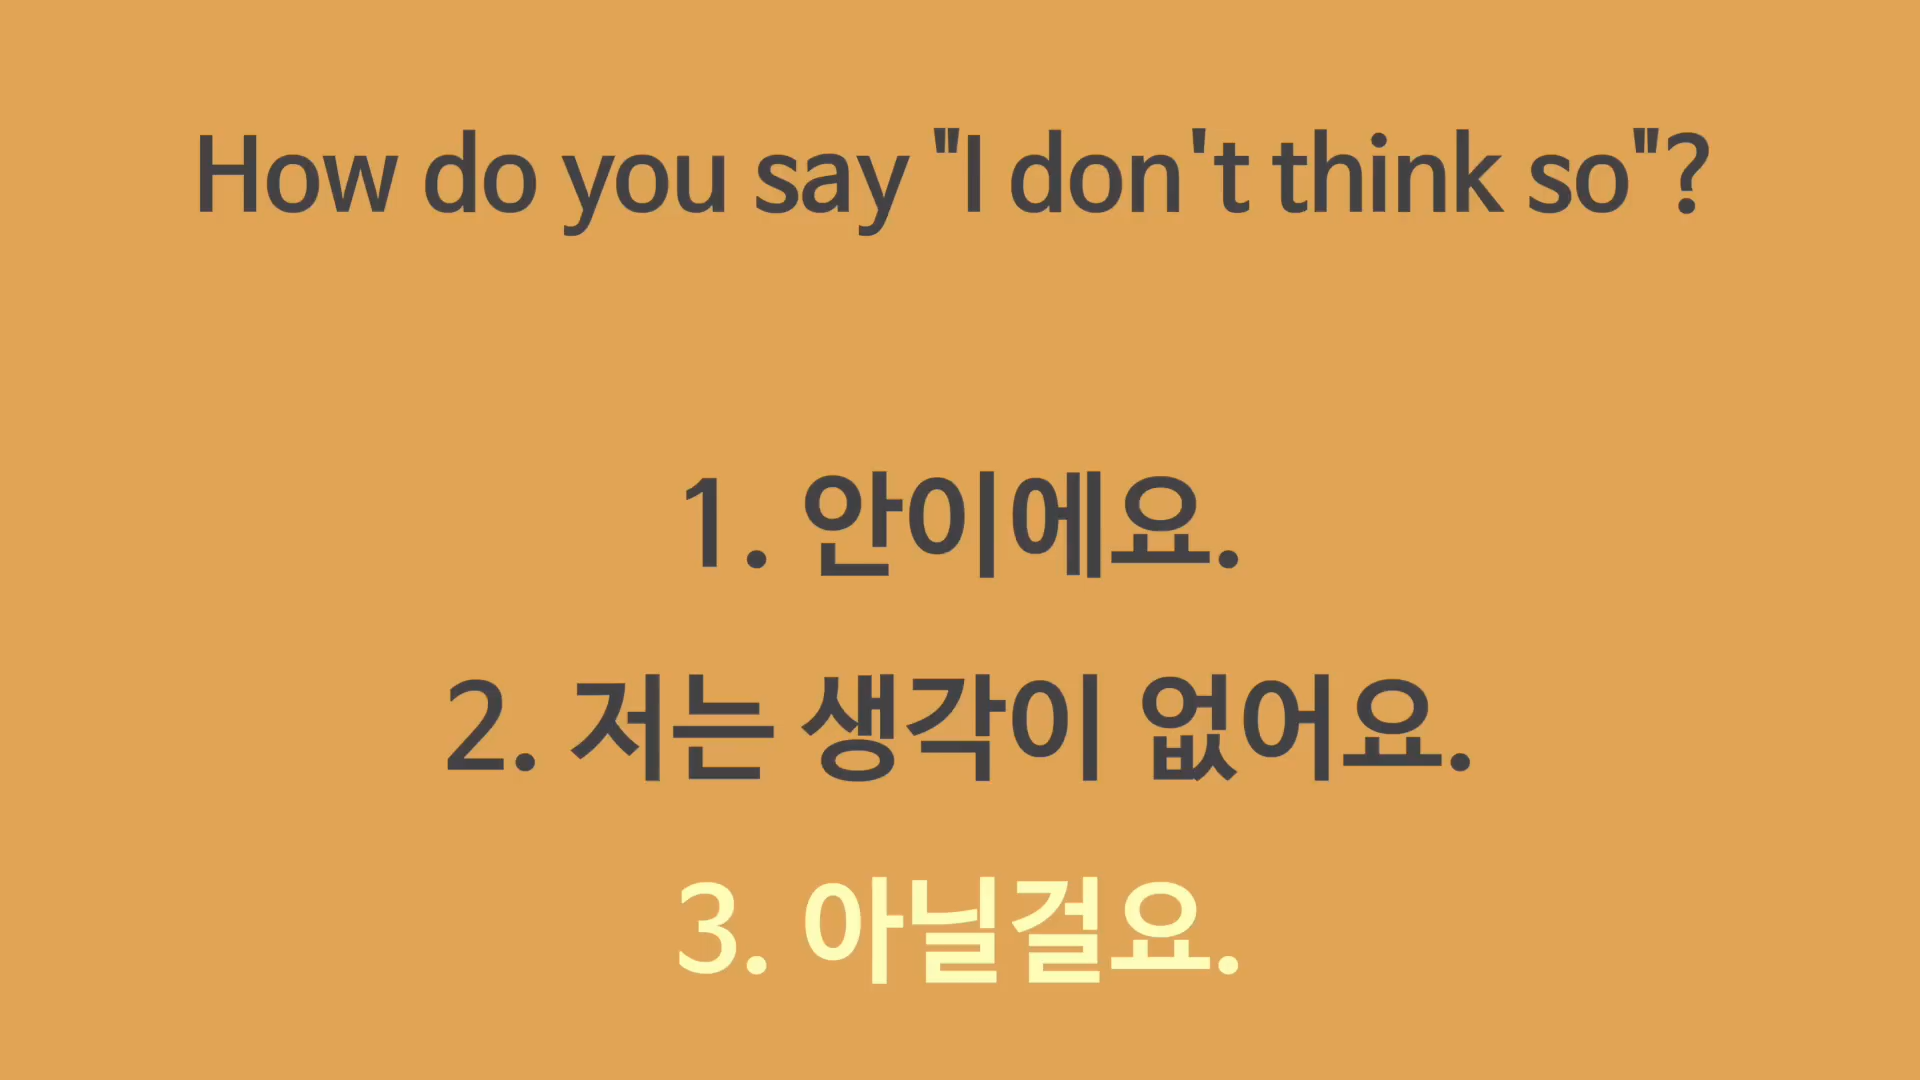 How do you say "I don't think so"?
1. 안이에요.
2. 저는 생각이 없어요.
3. 아닐걸요.